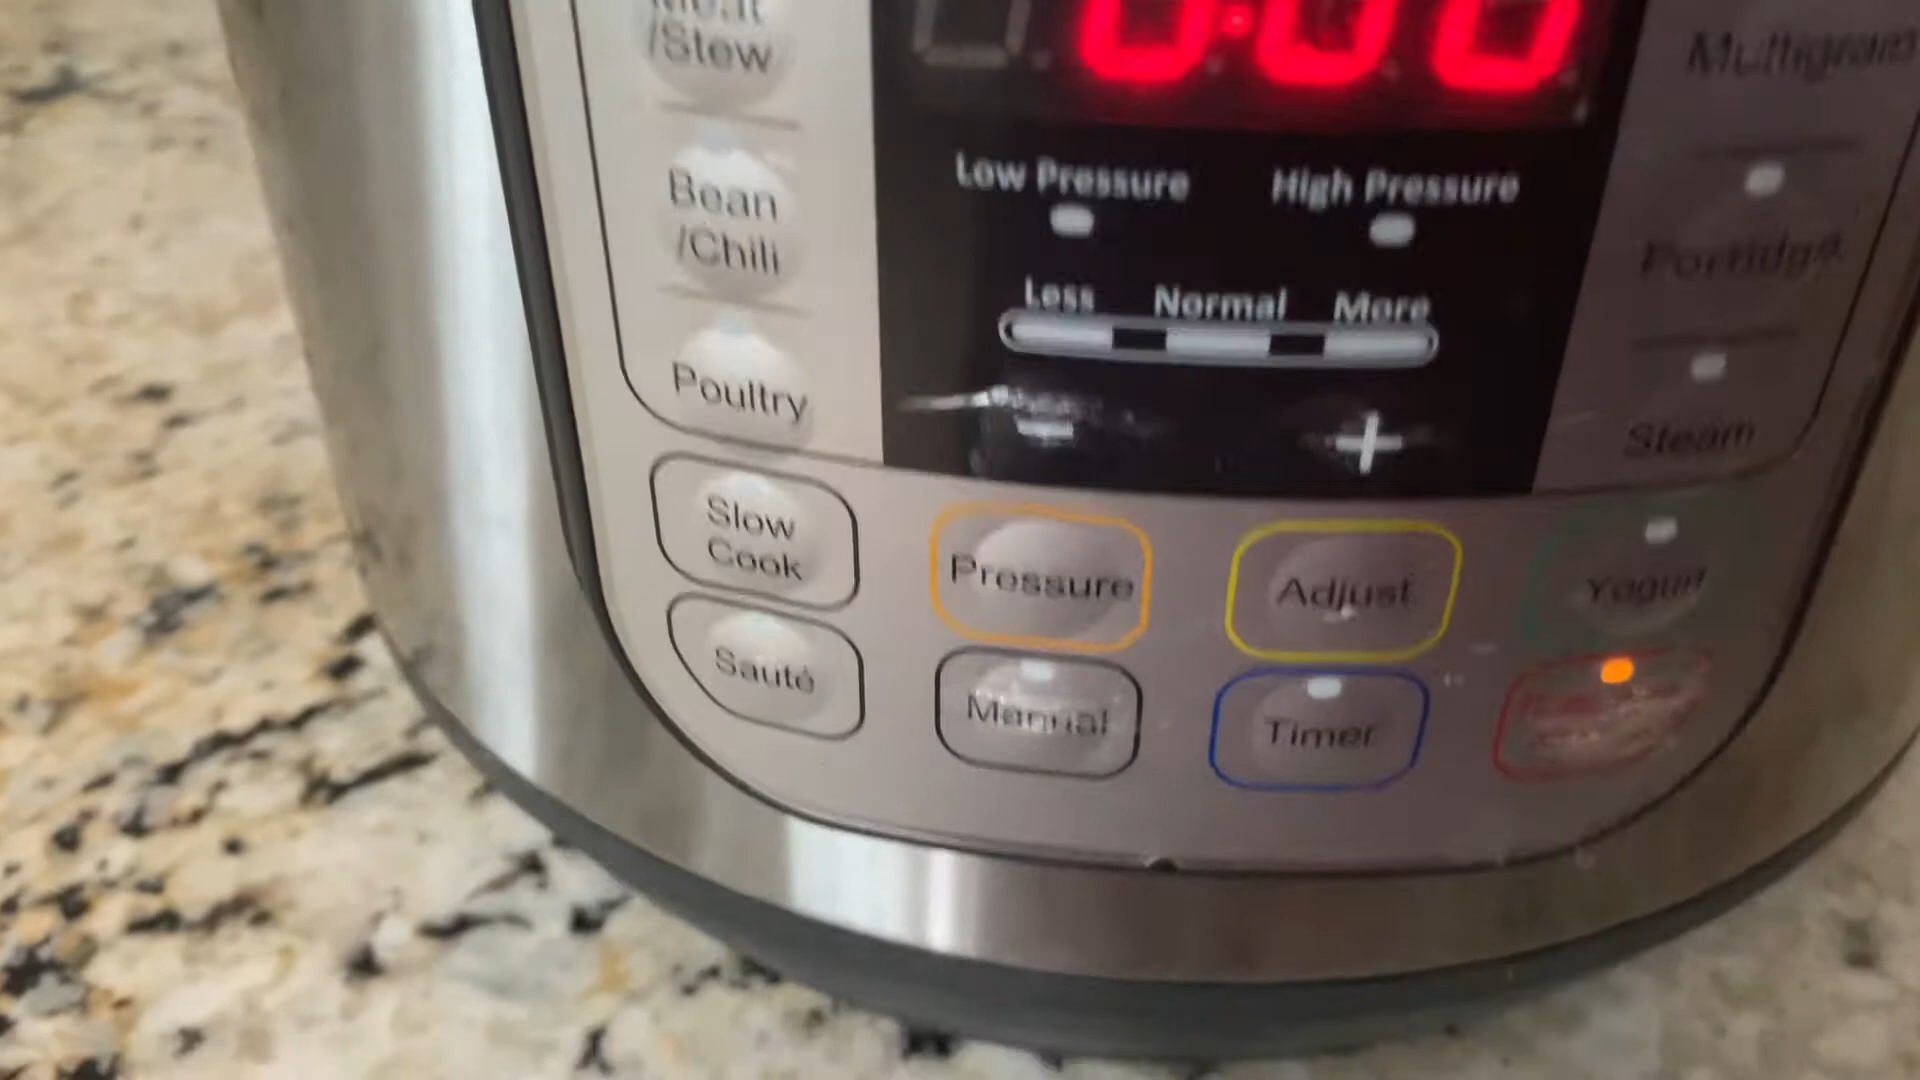 /Stew
0:00
Multigrain
Low Pressure
High Pressure
Bean
/Chili
Porridge
Less
Normal
More
Poultry
-
+
Steam
Slow
Cook
Pressure
Adjust
Yogurt
Sauté
Manual
Timer